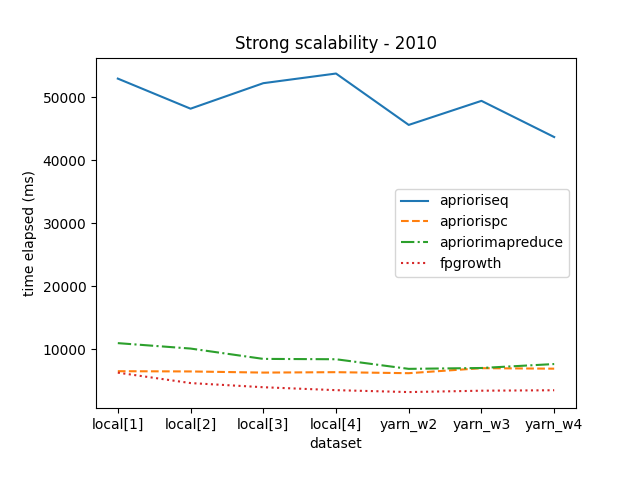 Strong scalability - 2010
time elapsed (ms)
50000
40000
30000
20000
10000
aprioriseq
apriorispc
apriorimapreduce
fpgrowth
local[1] local[2] local[3] local[4] yarn_w2 yarn_w3 yarn_w4
dataset